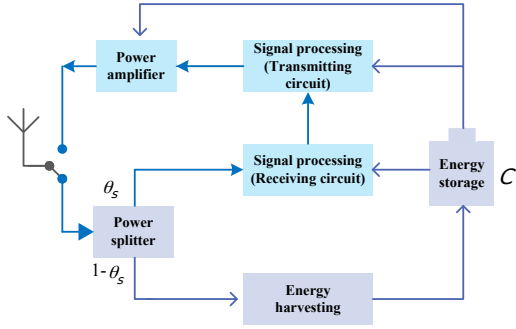 Power
amplifier
Signal processing
(Transmitting
circuit)
Signal processing
(Receiving circuit)
Energy
storage
C
θs
Power
splitter
1-θs
Energy
harvesting